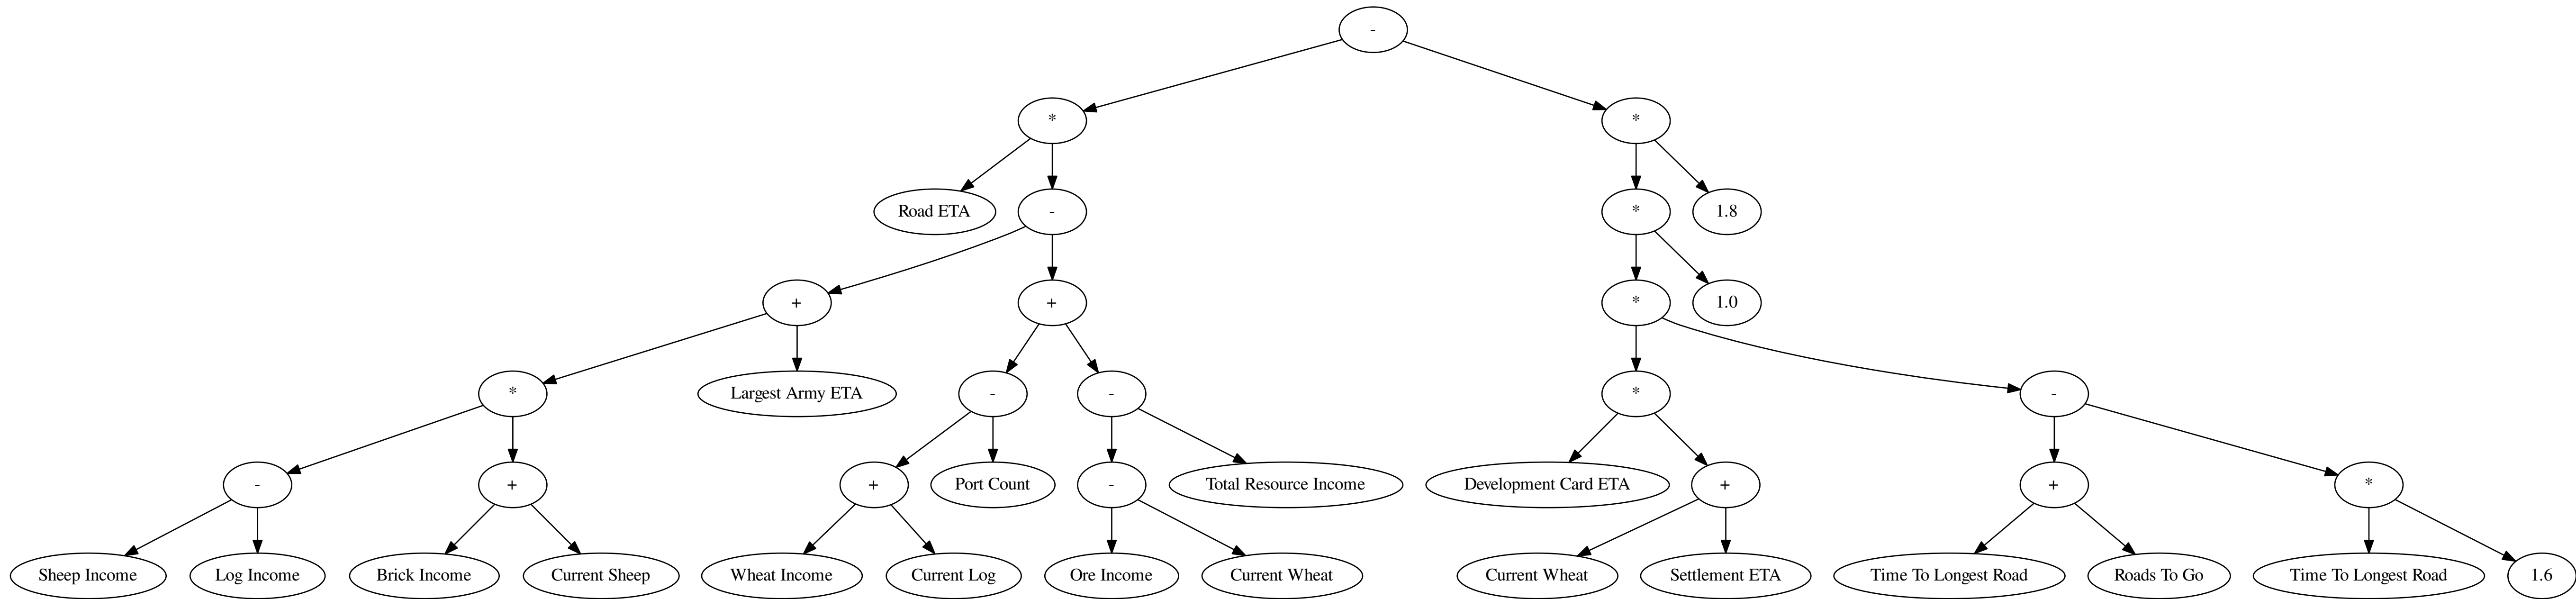 -
*
*
Road ETA
-
*
1.8
+
+
*
1.0
*
Largest Army ETA
-
-
*
-
-
+
+
Port Count
-
Total Resource Income
Development Card ETA
+
+
*
Sheep Income
Log Income
Brick Income
Current Sheep
Wheat Income
Current Log
Ore Income
Current Wheat
Current Wheat
Settlement ETA
Time To Longest Road
Roads To Go
Time To Longest Road
1.6